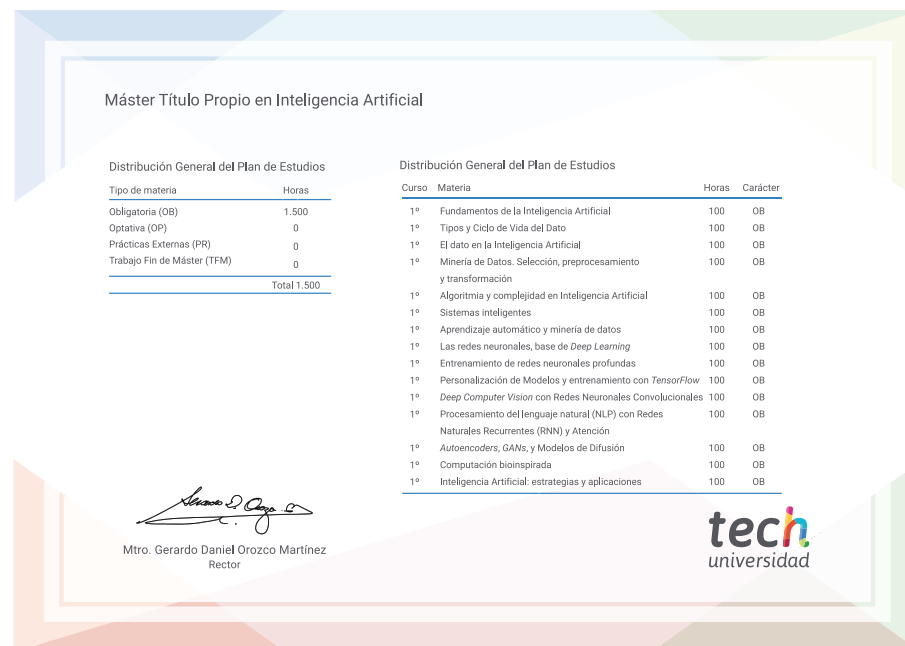 Máster Título Propio en Inteligencia Artificial
Distribución General del Plan de Estudios
Tipo de materia Horas
Obligatoria (OB) 1.500
Optativa (OP) 0
Prácticas Externas (PR) 0
Trabajo Fin de Máster (TFM) 0
Total 1.500
Distribución General del Plan de Estudios
Curso Materia Horas Carácter
1º Fundamentos de la Inteligencia Artificial 100 OB
1º Tipos y Ciclo de Vida del Dato 100 OB
1º El dato en la Inteligencia Artificial 100 OB
1º Minería de Datos. Selección, preprocesamiento 100 OB
y transformación
1º Algoritmia y complejidad en Inteligencia Artificial 100 OB
1º Sistemas inteligentes 100 OB
1º Aprendizaje automático y minería de datos 100 OB
1º Las redes neuronales, base de Deep Learning 100 OB
1º Entrenamiento de redes neuronales profundas 100 OB
1º Personalización de Modelos y entrenamiento con TensorFlow 100 OB
1º Deep Computer Vision con Redes Neuronales Convolucionales 100 OB
1º Procesamiento del lenguaje natural (NLP) con Redes 100 OB
Naturales Recurrentes (RNN) y Atención
1º Autoencoders, GANs, y Modelos de Difusión 100 OB
1º Computación bioinspirada 100 OB
1º Inteligencia Artificial: estrategias y aplicaciones 100 OB
Mtro. Gerardo Daniel Orozco Martínez
Rector
tech
universidad